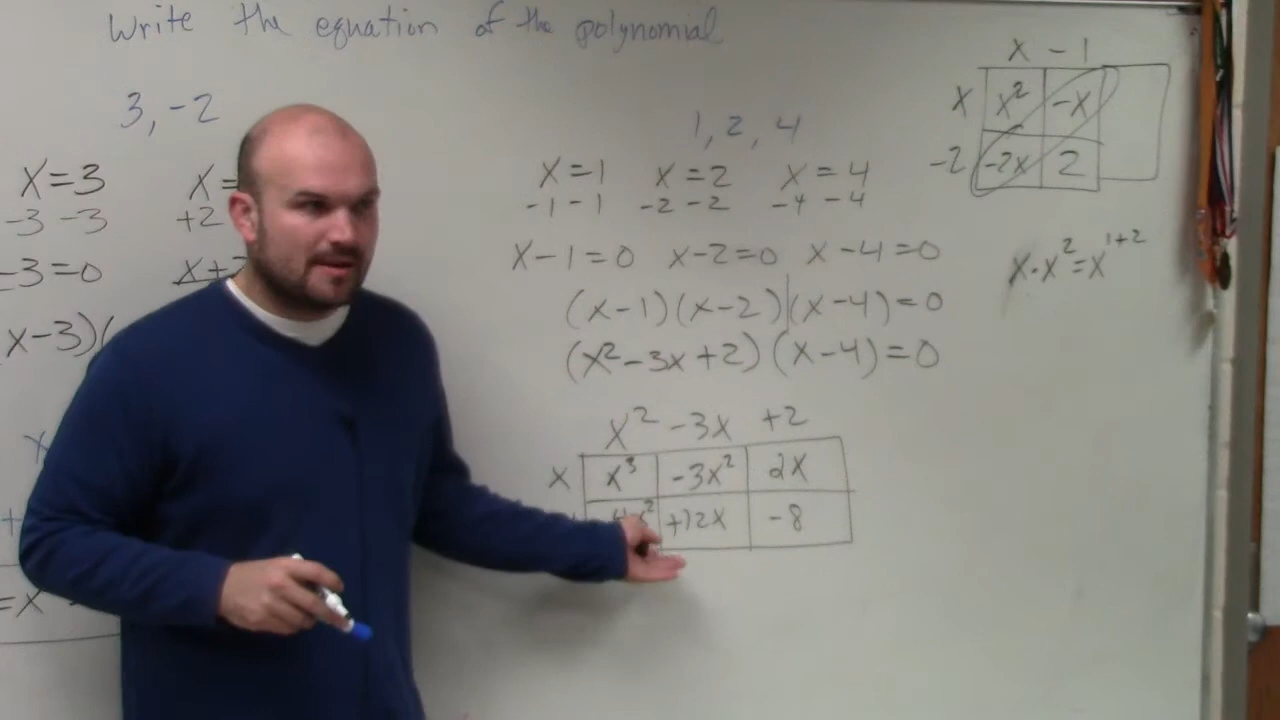 Write the equation of the polynomial
3, -2
x=3 x=
-3 -3 +2
-3=0 x+2
x-3)(
x
+
=x
1, 2, 4
x=1 x=2 x=4
-1 -1 -2 -2 -4 -4
x-1=0 x-2=0 x-4=0
(x-1)(x-2)(x-4)=0
(x²-3x+2)(x-4)=0
x² -3x +2
x x³ -3x² 2x
+12x -8
x -1
x x² -x
-2 -2x 2
x·x²=x¹⁺²